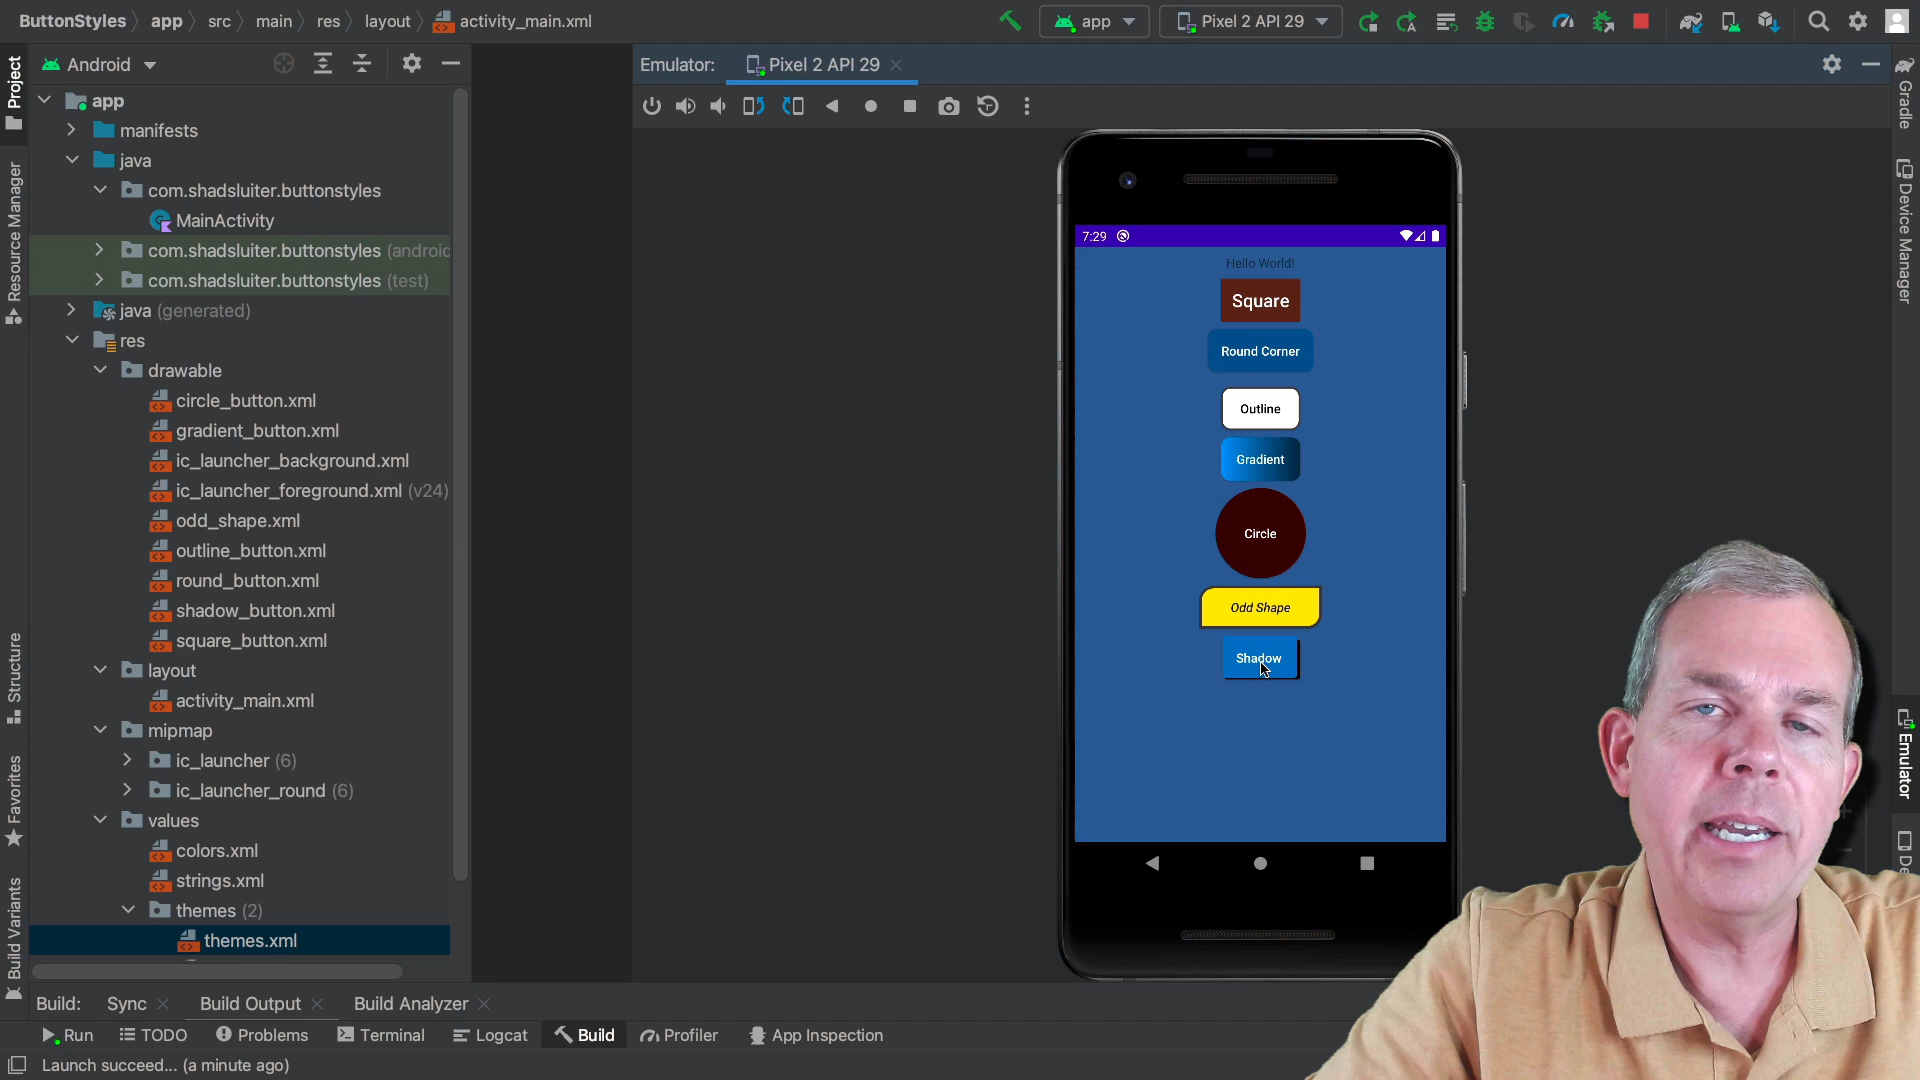 ButtonStyles app src main res layout activity_main.xml
app Pixel 2 API 29
Project
Resource Manager
Structure
Favorites
Build Variants
Android
app
manifests
java
com.shadsluiter.buttonstyles
MainActivity
com.shadsluiter.buttonstyles (androic
com.shadsluiter.buttonstyles (test)
java (generated)
res
drawable
circle_button.xml
gradient_button.xml
ic_launcher_background.xml
ic_launcher_foreground.xml (v24)
odd_shape.xml
outline_button.xml
round_button.xml
shadow_button.xml
square_button.xml
layout
activity_main.xml
mipmap
ic_launcher (6)
ic_launcher_round (6)
values
colors.xml
strings.xml
themes (2)
themes.xml
Emulator: Pixel 2 API 29
7:29
Hello World!
Square
Round Corner
Outline
Gradient
Circle
Odd Shape
Shadow
Gradle
Device Manager
Emulator
De
Build: Sync Build Output Build Analyzer
Run TODO Problems Terminal Logcat Build Profiler App Inspection
Launch succeed... (a minute ago)